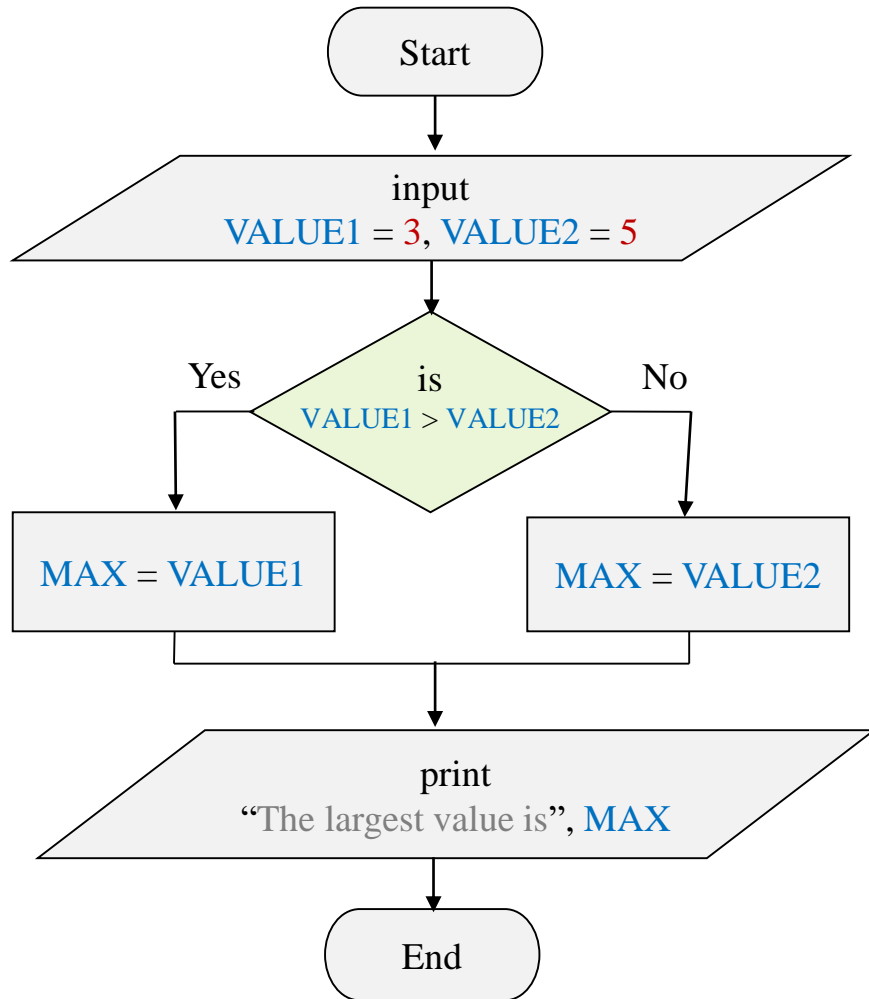 Start
input
VALUE1 = 3, VALUE2 = 5
Yes
is
No
VALUE1 > VALUE2
MAX = VALUE1
MAX = VALUE2
print
“The largest value is”, MAX
End